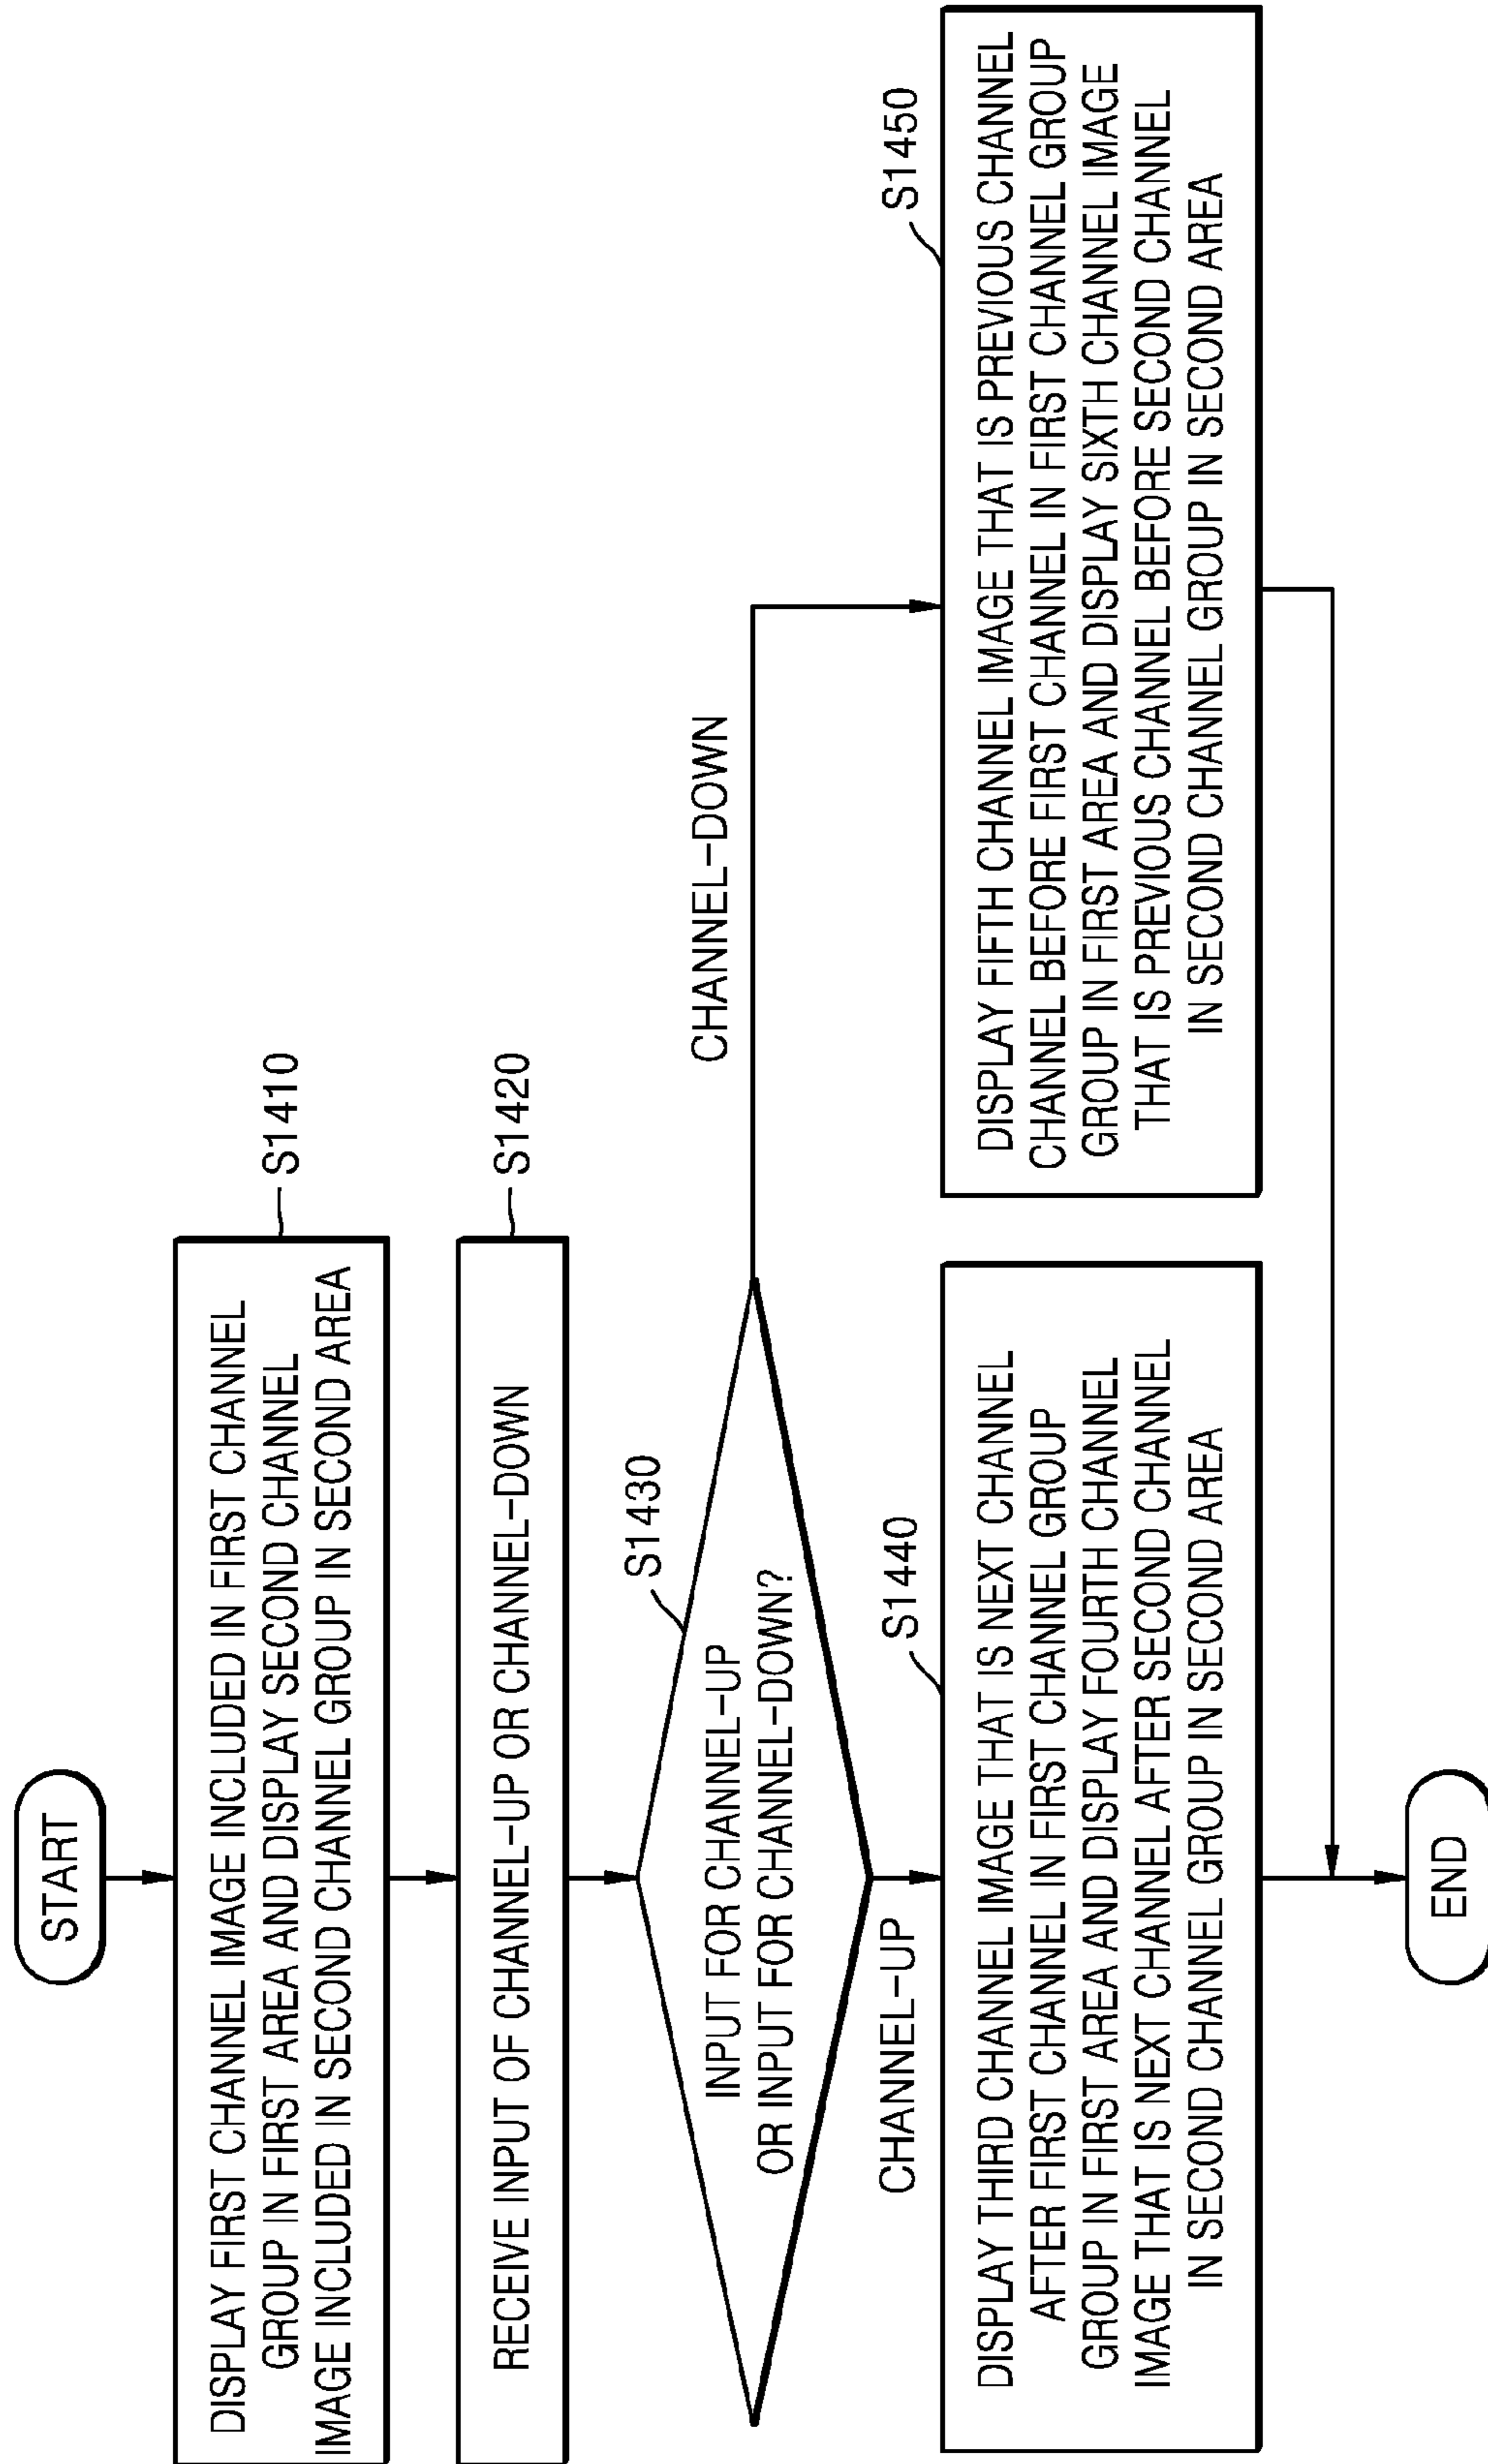 START
DISPLAY FIRST CHANNEL IMAGE INCLUDED IN FIRST CHANNEL
GROUP IN FIRST AREA AND DISPLAY SECOND CHANNEL
IMAGE INCLUDED IN SECOND CHANNEL GROUP IN SECOND AREA
S1410
RECEIVE INPUT OF CHANNEL-UP OR CHANNEL-DOWN
S1420
INPUT FOR CHANNEL-UP
OR INPUT FOR CHANNEL-DOWN?
S1430
CHANNEL-DOWN
CHANNEL-UP
S1440
DISPLAY THIRD CHANNEL IMAGE THAT IS NEXT CHANNEL
AFTER FIRST CHANNEL IN FIRST CHANNEL GROUP
GROUP IN FIRST AREA AND DISPLAY FOURTH CHANNEL
IMAGE THAT IS NEXT CHANNEL AFTER SECOND CHANNEL
IN SECOND CHANNEL GROUP IN SECOND AREA
S1450
DISPLAY FIFTH CHANNEL IMAGE THAT IS PREVIOUS CHANNEL
CHANNEL BEFORE FIRST CHANNEL IN FIRST CHANNEL GROUP
GROUP IN FIRST AREA AND DISPLAY SIXTH CHANNEL IMAGE
THAT IS PREVIOUS CHANNEL BEFORE SECOND CHANNEL
IN SECOND CHANNEL GROUP IN SECOND AREA
END